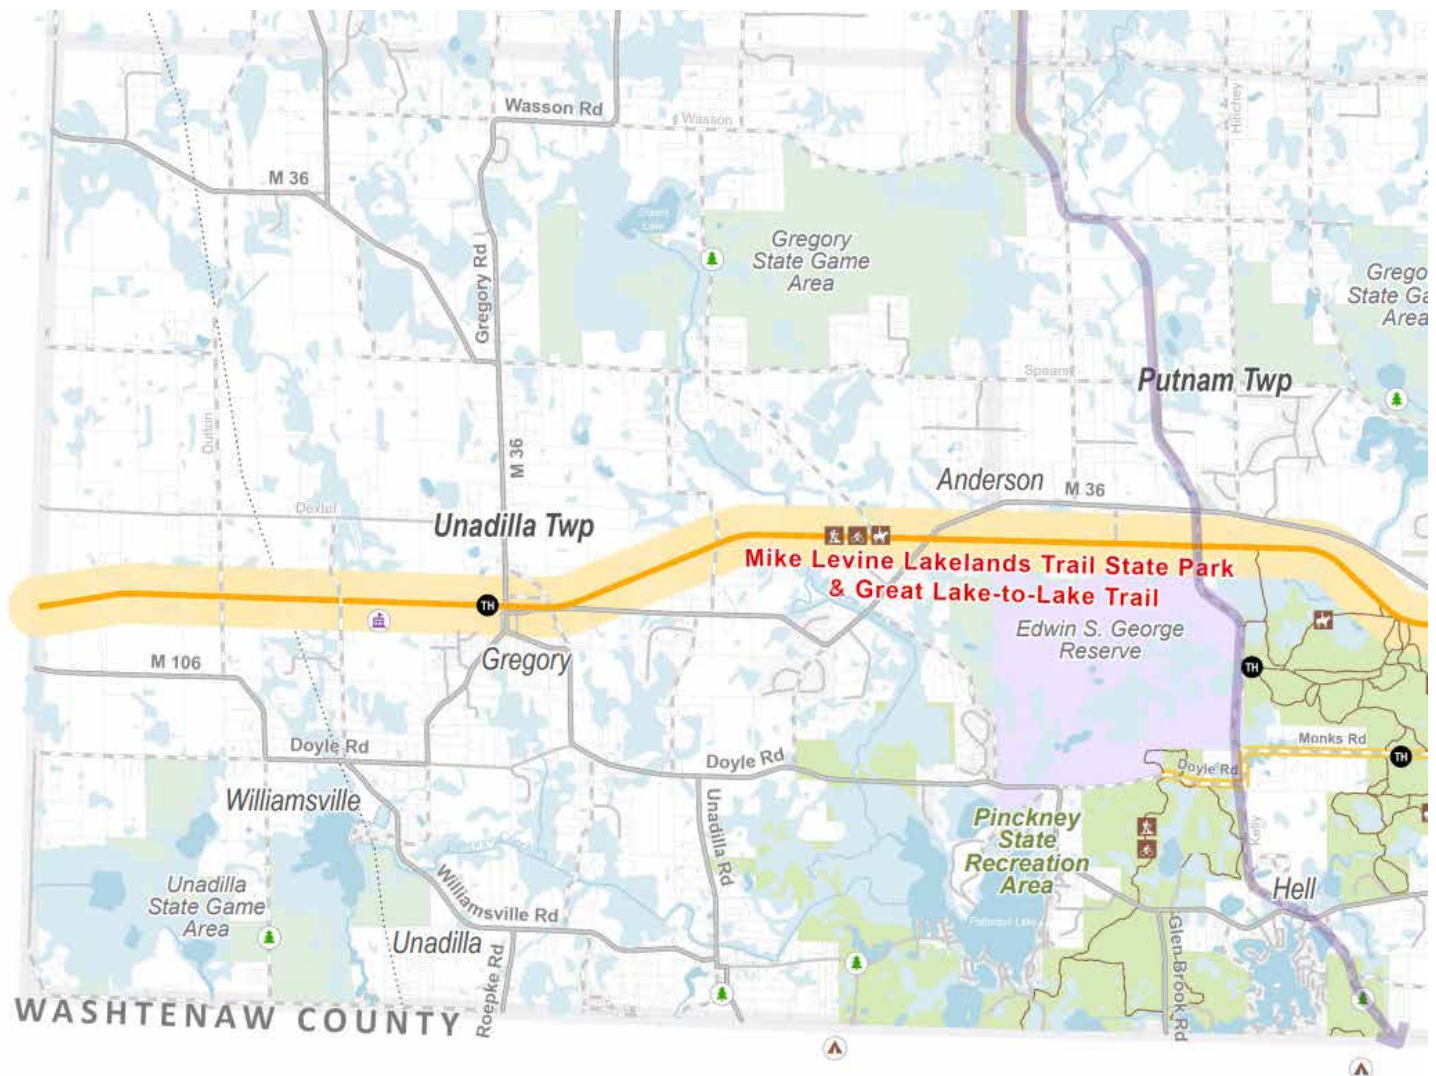 Wasson Rd
Wasson
Hinchey
M 36
Gregory
State Game
Area
Gregory Rd
Grego
State Ga
Area
Spears
Putnam Twp
Dutton
M 36
Anderson
M 36
Dexter
Unadilla Twp
Mike Levine Lakelands Trail State Park
& Great Lake-to-Lake Trail
TH
Edwin S. George
Reserve
Gregory
M 106
TH
Doyle Rd
Doyle Rd
Monks Rd
TH
Doyle Rd
Williamsville
Unadilla Rd
Pinckney
State
Recreation
Area
Kelly
Hell
Unadilla
State Game
Area
Williamsville Rd
Patterson Lake
Unadilla
Glen Brook Rd
Roepke Rd
WASHTENAW COUNTY